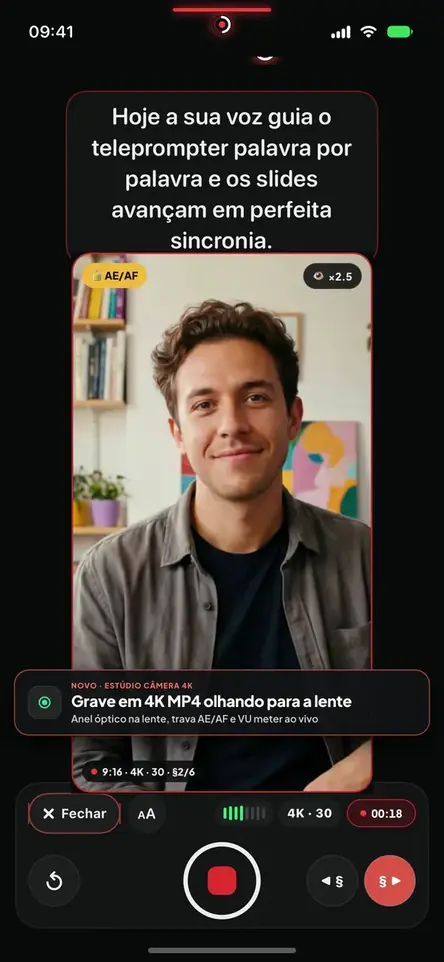 09:41
Hoje a sua voz guia o
teleprompter palavra por
palavra e os slides
avançam em perfeita
sincronia.
AE/AF
×2.5
NOVO · ESTÚDIO CÂMERA 4K
Grave em 4K MP4 olhando para a lente
Anel óptico na lente, trava AE/AF e VU meter ao vivo
9:16 · 4K · 30 · §2/6
Fechar
AA
4K · 30
00:18
◄ §
§ ►